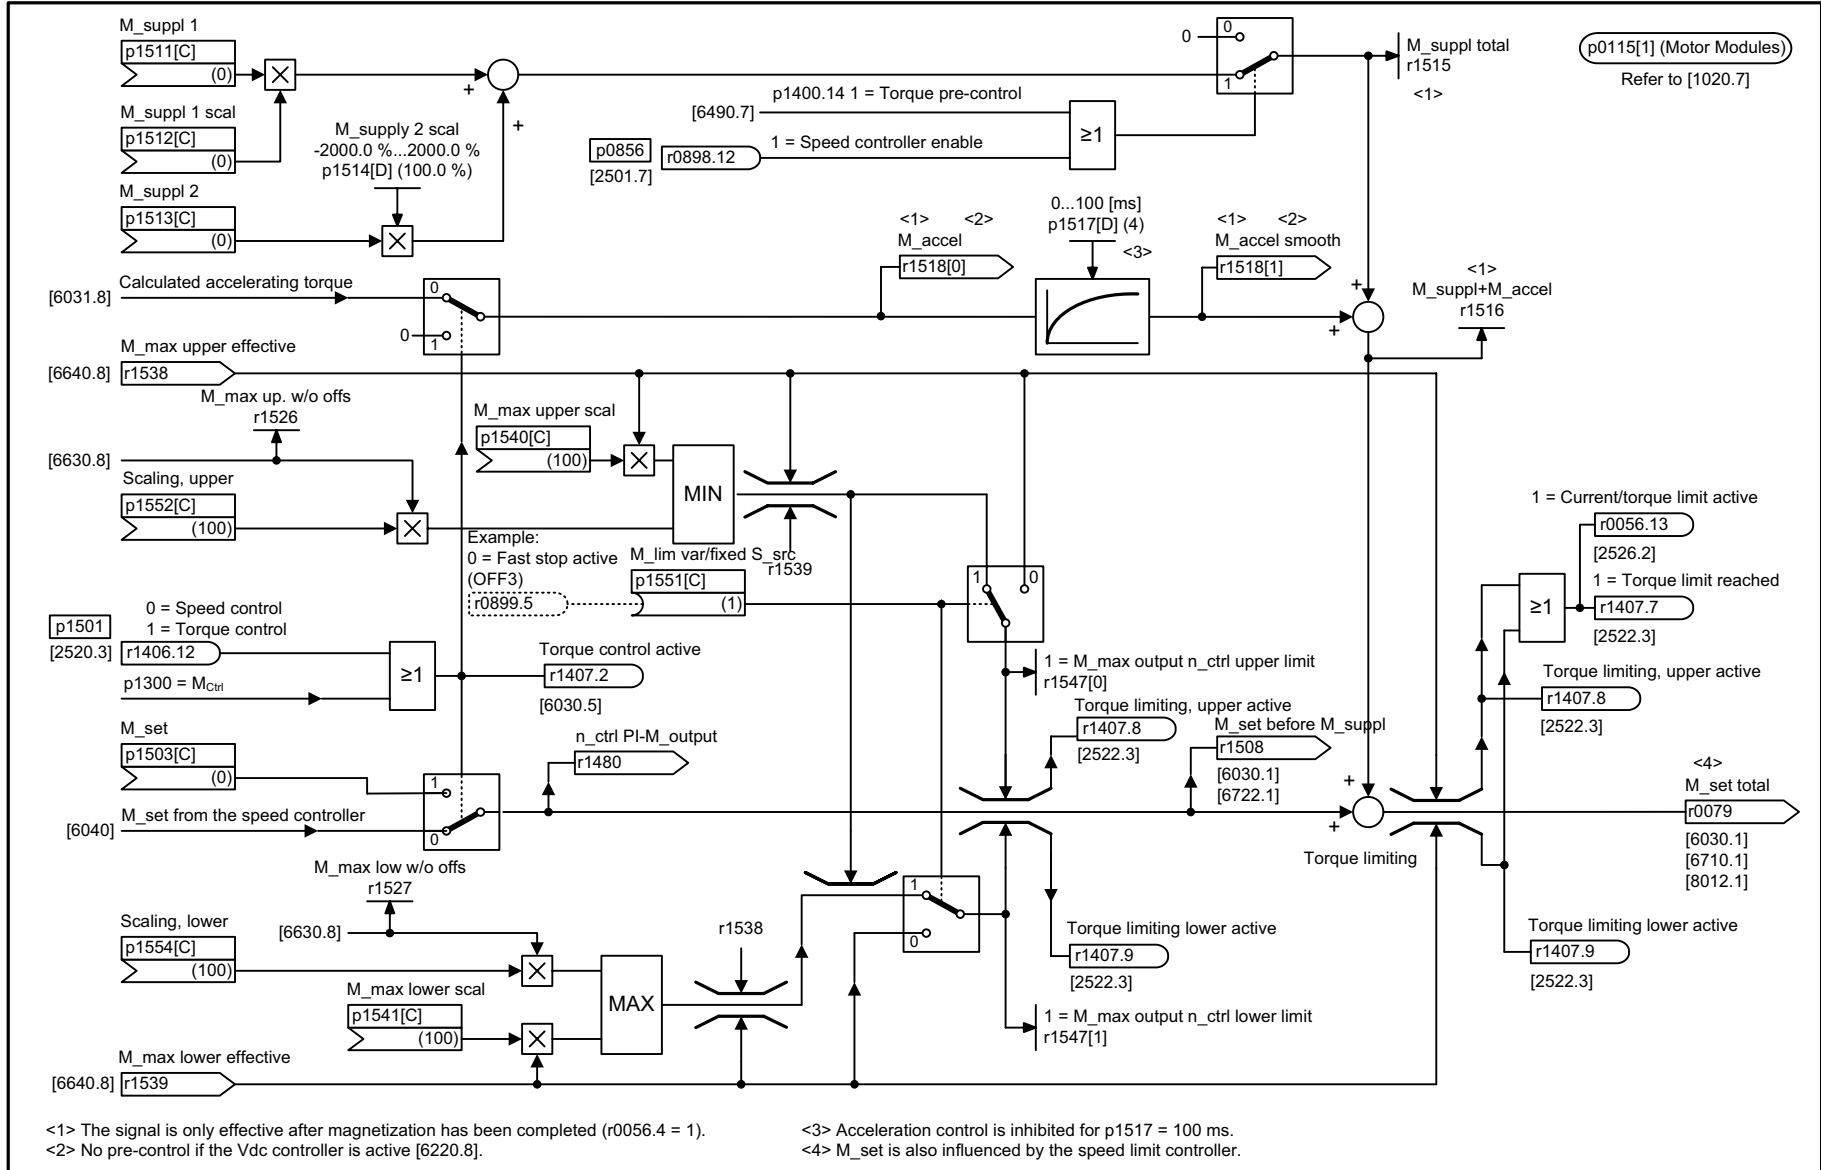 M_suppl 1
p1511[C]
(0)
M_suppl 1 scal
p1512[C]
(0)
M_suppl 2
p1513[C]
(0)
M_supply 2 scal
-2000.0 %...2000.0 %
p1514[D] (100.0 %)
+
+
0
0
1
M_suppl total
r1515
<1>
p0115[1] (Motor Modules)
Refer to [1020.7]
p1400.14 1 = Torque pre-control
[6490.7]
1 = Speed controller enable
p0856
[2501.7]
r0898.12
≥1
<1> <2>
M_accel
r1518[0]
0...100 [ms]
p1517[D] (4)
<3>
<1> <2>
M_accel smooth
r1518[1]
+
+
<1>
M_suppl+M_accel
r1516
Calculated accelerating torque
[6031.8]
0
0
1
M_max upper effective
[6640.8]
r1538
M_max up. w/o offs
r1526
[6630.8]
Scaling, upper
p1552[C]
(100)
M_max upper scal
p1540[C]
(100)
MIN
r1539
Example:
0 = Fast stop active
(OFF3)
r0899.5
M_lim var/fixed S_src
p1551[C]
(1)
1
0
1 = Current/torque limit active
r0056.13
[2526.2]
1 = Torque limit reached
r1407.7
[2522.3]
≥1
0 = Speed control
1 = Torque control
p1501
[2520.3]
r1406.12
p1300 = MCtrl
≥1
Torque control active
r1407.2
[6030.5]
1 = M_max output n_ctrl upper limit
r1547[0]
Torque limiting, upper active
r1407.8
[2522.3]
Torque limiting, upper active
r1407.8
[2522.3]
M_set
p1503[C]
(0)
M_set from the speed controller
[6040]
1
0
n_ctrl PI-M_output
r1480
M_set before M_suppl
r1508
[6030.1]
[6722.1]
+
+
Torque limiting
<4>
M_set total
r0079
[6030.1]
[6710.1]
[8012.1]
M_max low w/o offs
r1527
[6630.8]
Scaling, lower
p1554[C]
(100)
M_max lower scal
p1541[C]
(100)
MAX
r1538
1
0
Torque limiting lower active
r1407.9
[2522.3]
Torque limiting lower active
r1407.9
[2522.3]
1 = M_max output n_ctrl lower limit
r1547[1]
M_max lower effective
[6640.8]
r1539
<1> The signal is only effective after magnetization has been completed (r0056.4 = 1).
<2> No pre-control if the Vdc controller is active [6220.8].
<3> Acceleration control is inhibited for p1517 = 100 ms.
<4> M_set is also influenced by the speed limit controller.